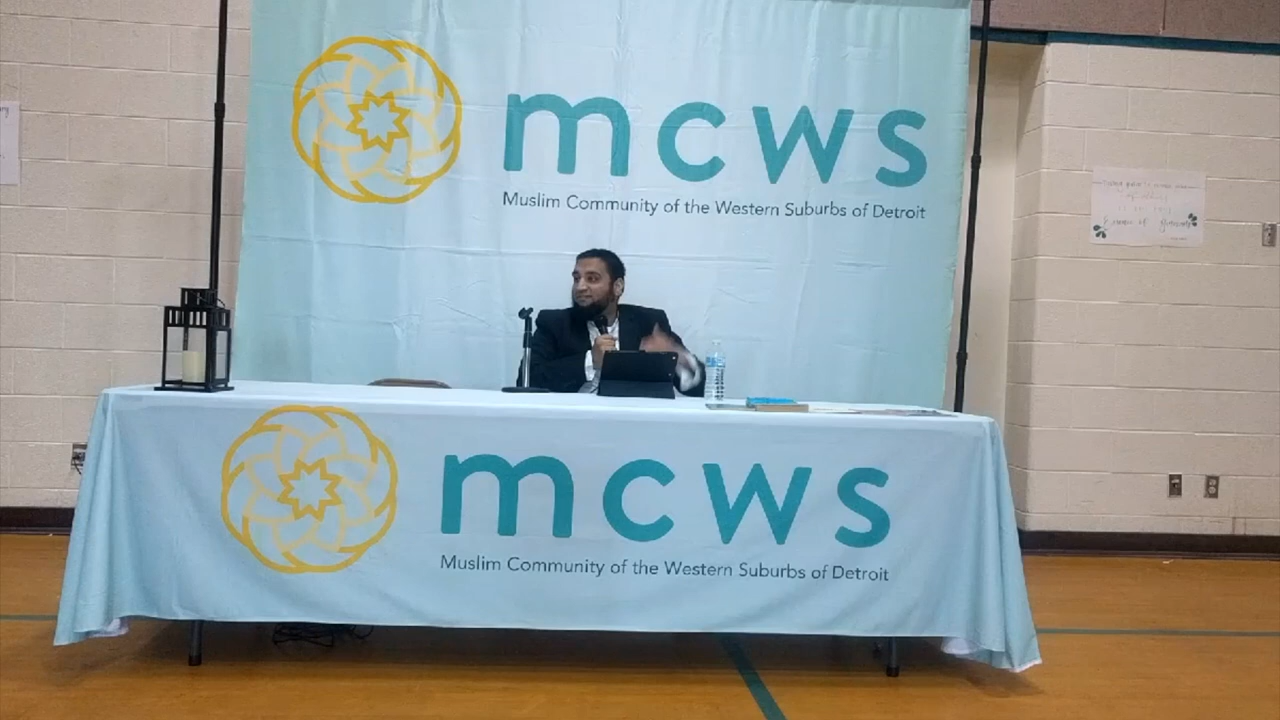 mcws
Muslim Community of the Western Suburbs of Detroit
mcws
Muslim Community of the Western Suburbs of Detroit